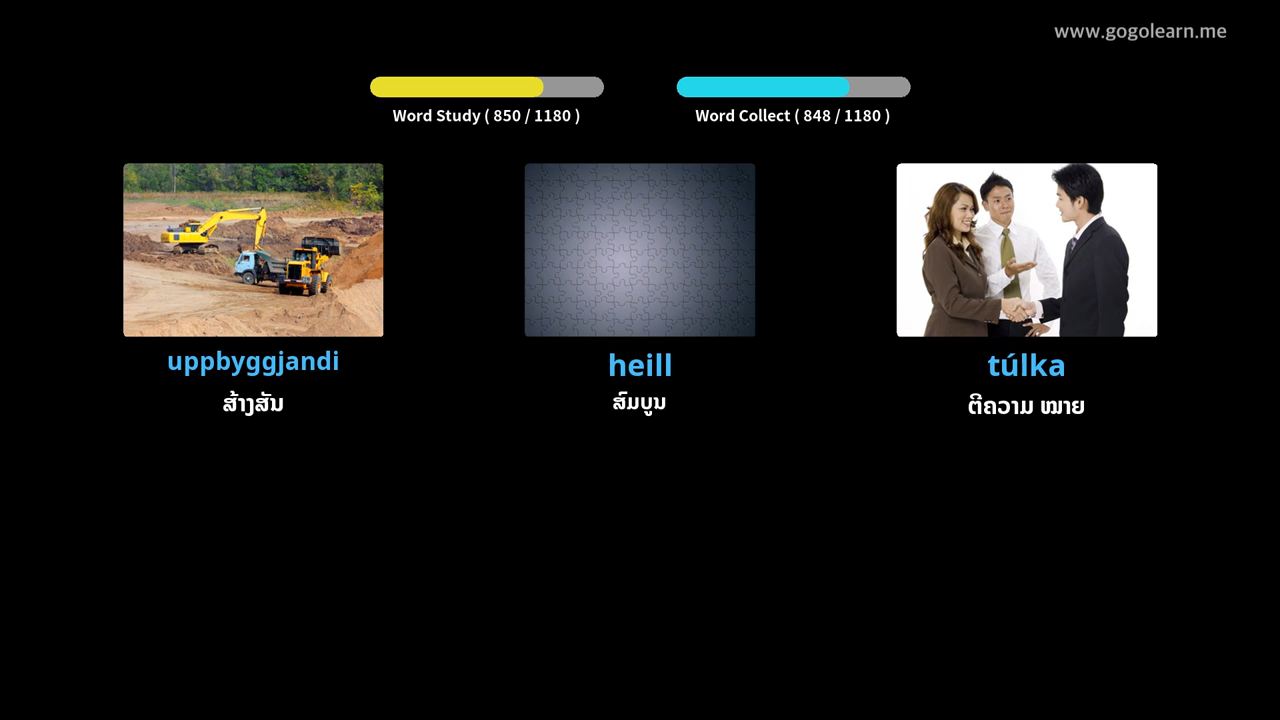 www.gogolearn.me
Word Study ( 850 / 1180 )
Word Collect ( 848 / 1180 )
uppbyggjandi
heill
túlka
ສ້າງສັນ
ສົມບູນ
ຕີຄວາມ ໝາຍ